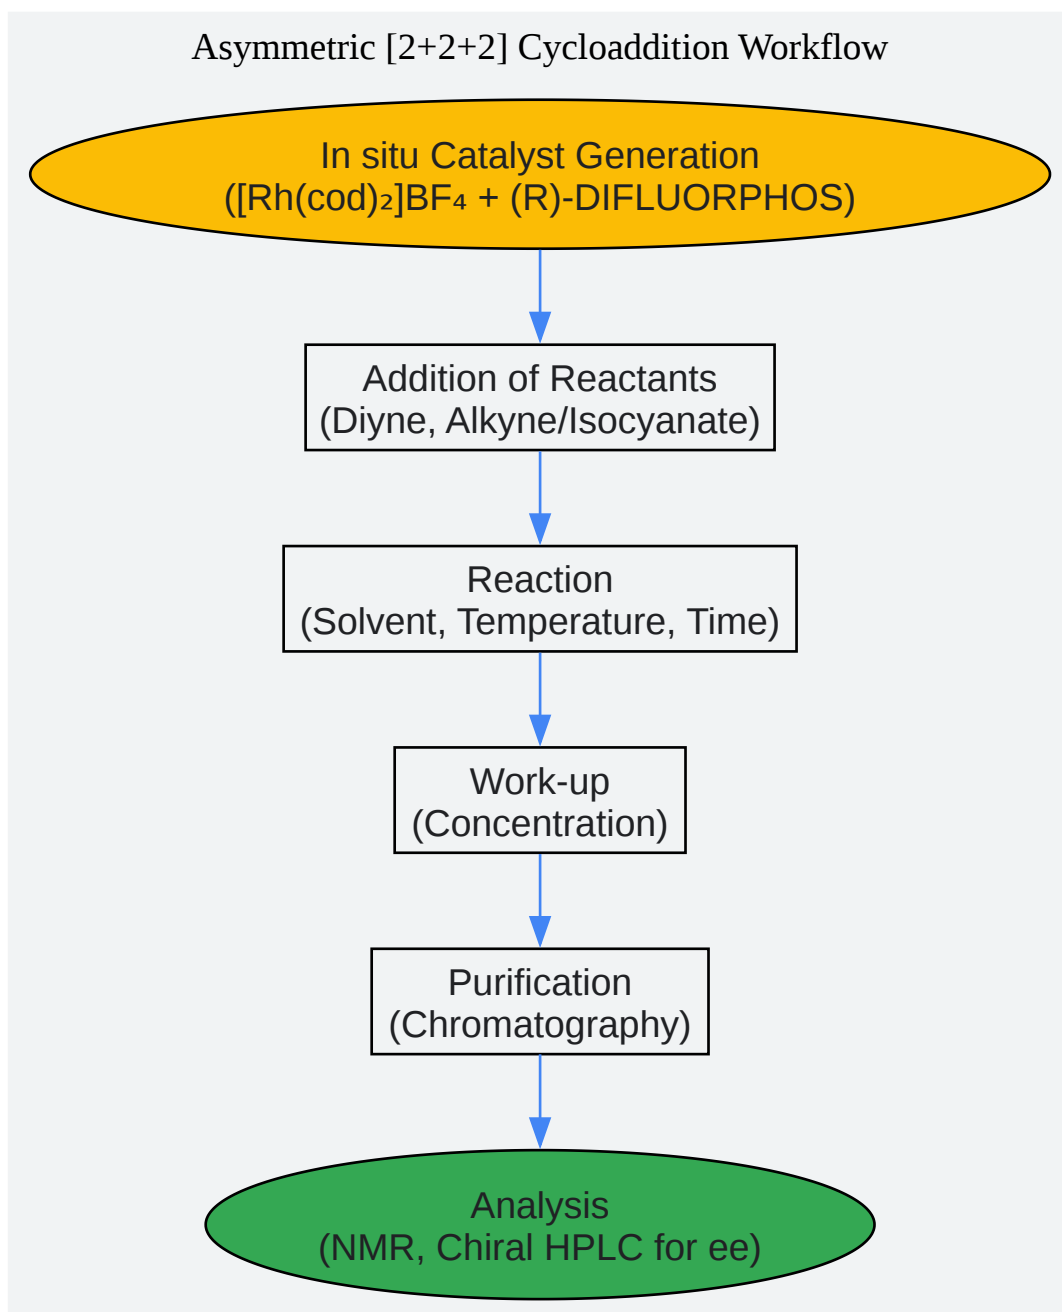 Asymmetric [2+2+2] Cycloaddition Workflow
In situ Catalyst Generation
([Rh(cod)₂]BF₄ + (R)-DIFLUORPHOS)
Addition of Reactants
(Diyne, Alkyne/Isocyanate)
Reaction
(Solvent, Temperature, Time)
Work-up
(Concentration)
Purification
(Chromatography)
Analysis
(NMR, Chiral HPLC for ee)